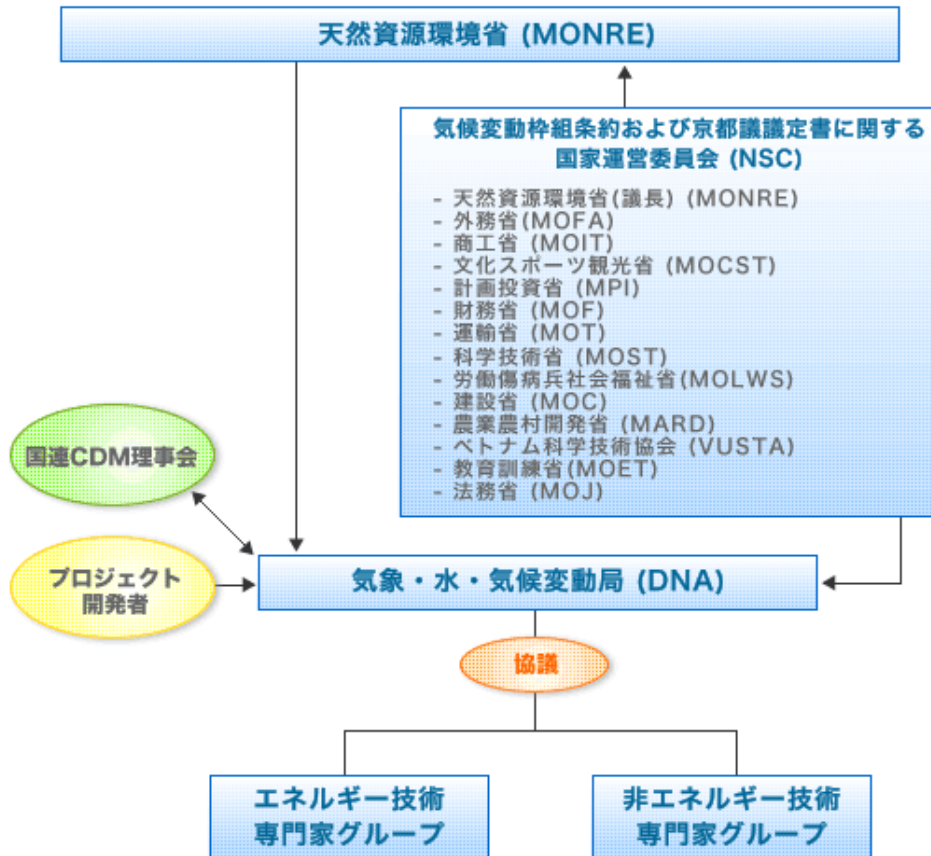 天然資源環境省 (MONRE)
気候変動枠組条約および京都議議定書に関する
国家運営委員会 (NSC)
- 天然資源環境省(議長) (MONRE)
- 外務省(MOFA)
- 商工省 (MOIT)
- 文化スポーツ観光省 (MOCST)
- 計画投資省 (MPI)
- 財務省 (MOF)
- 運輸省 (MOT)
- 科学技術省 (MOST)
- 労働傷病兵社会福祉省(MOLWS)
- 建設省 (MOC)
- 農業農村開発省 (MARD)
- ベトナム科学技術協会 (VUSTA)
- 教育訓練省(MOET)
- 法務省 (MOJ)
国連CDM理事会
プロジェクト
開発者
気象・水・気候変動局 (DNA)
協議
エネルギー技術
専門家グループ
非エネルギー技術
専門家グループ